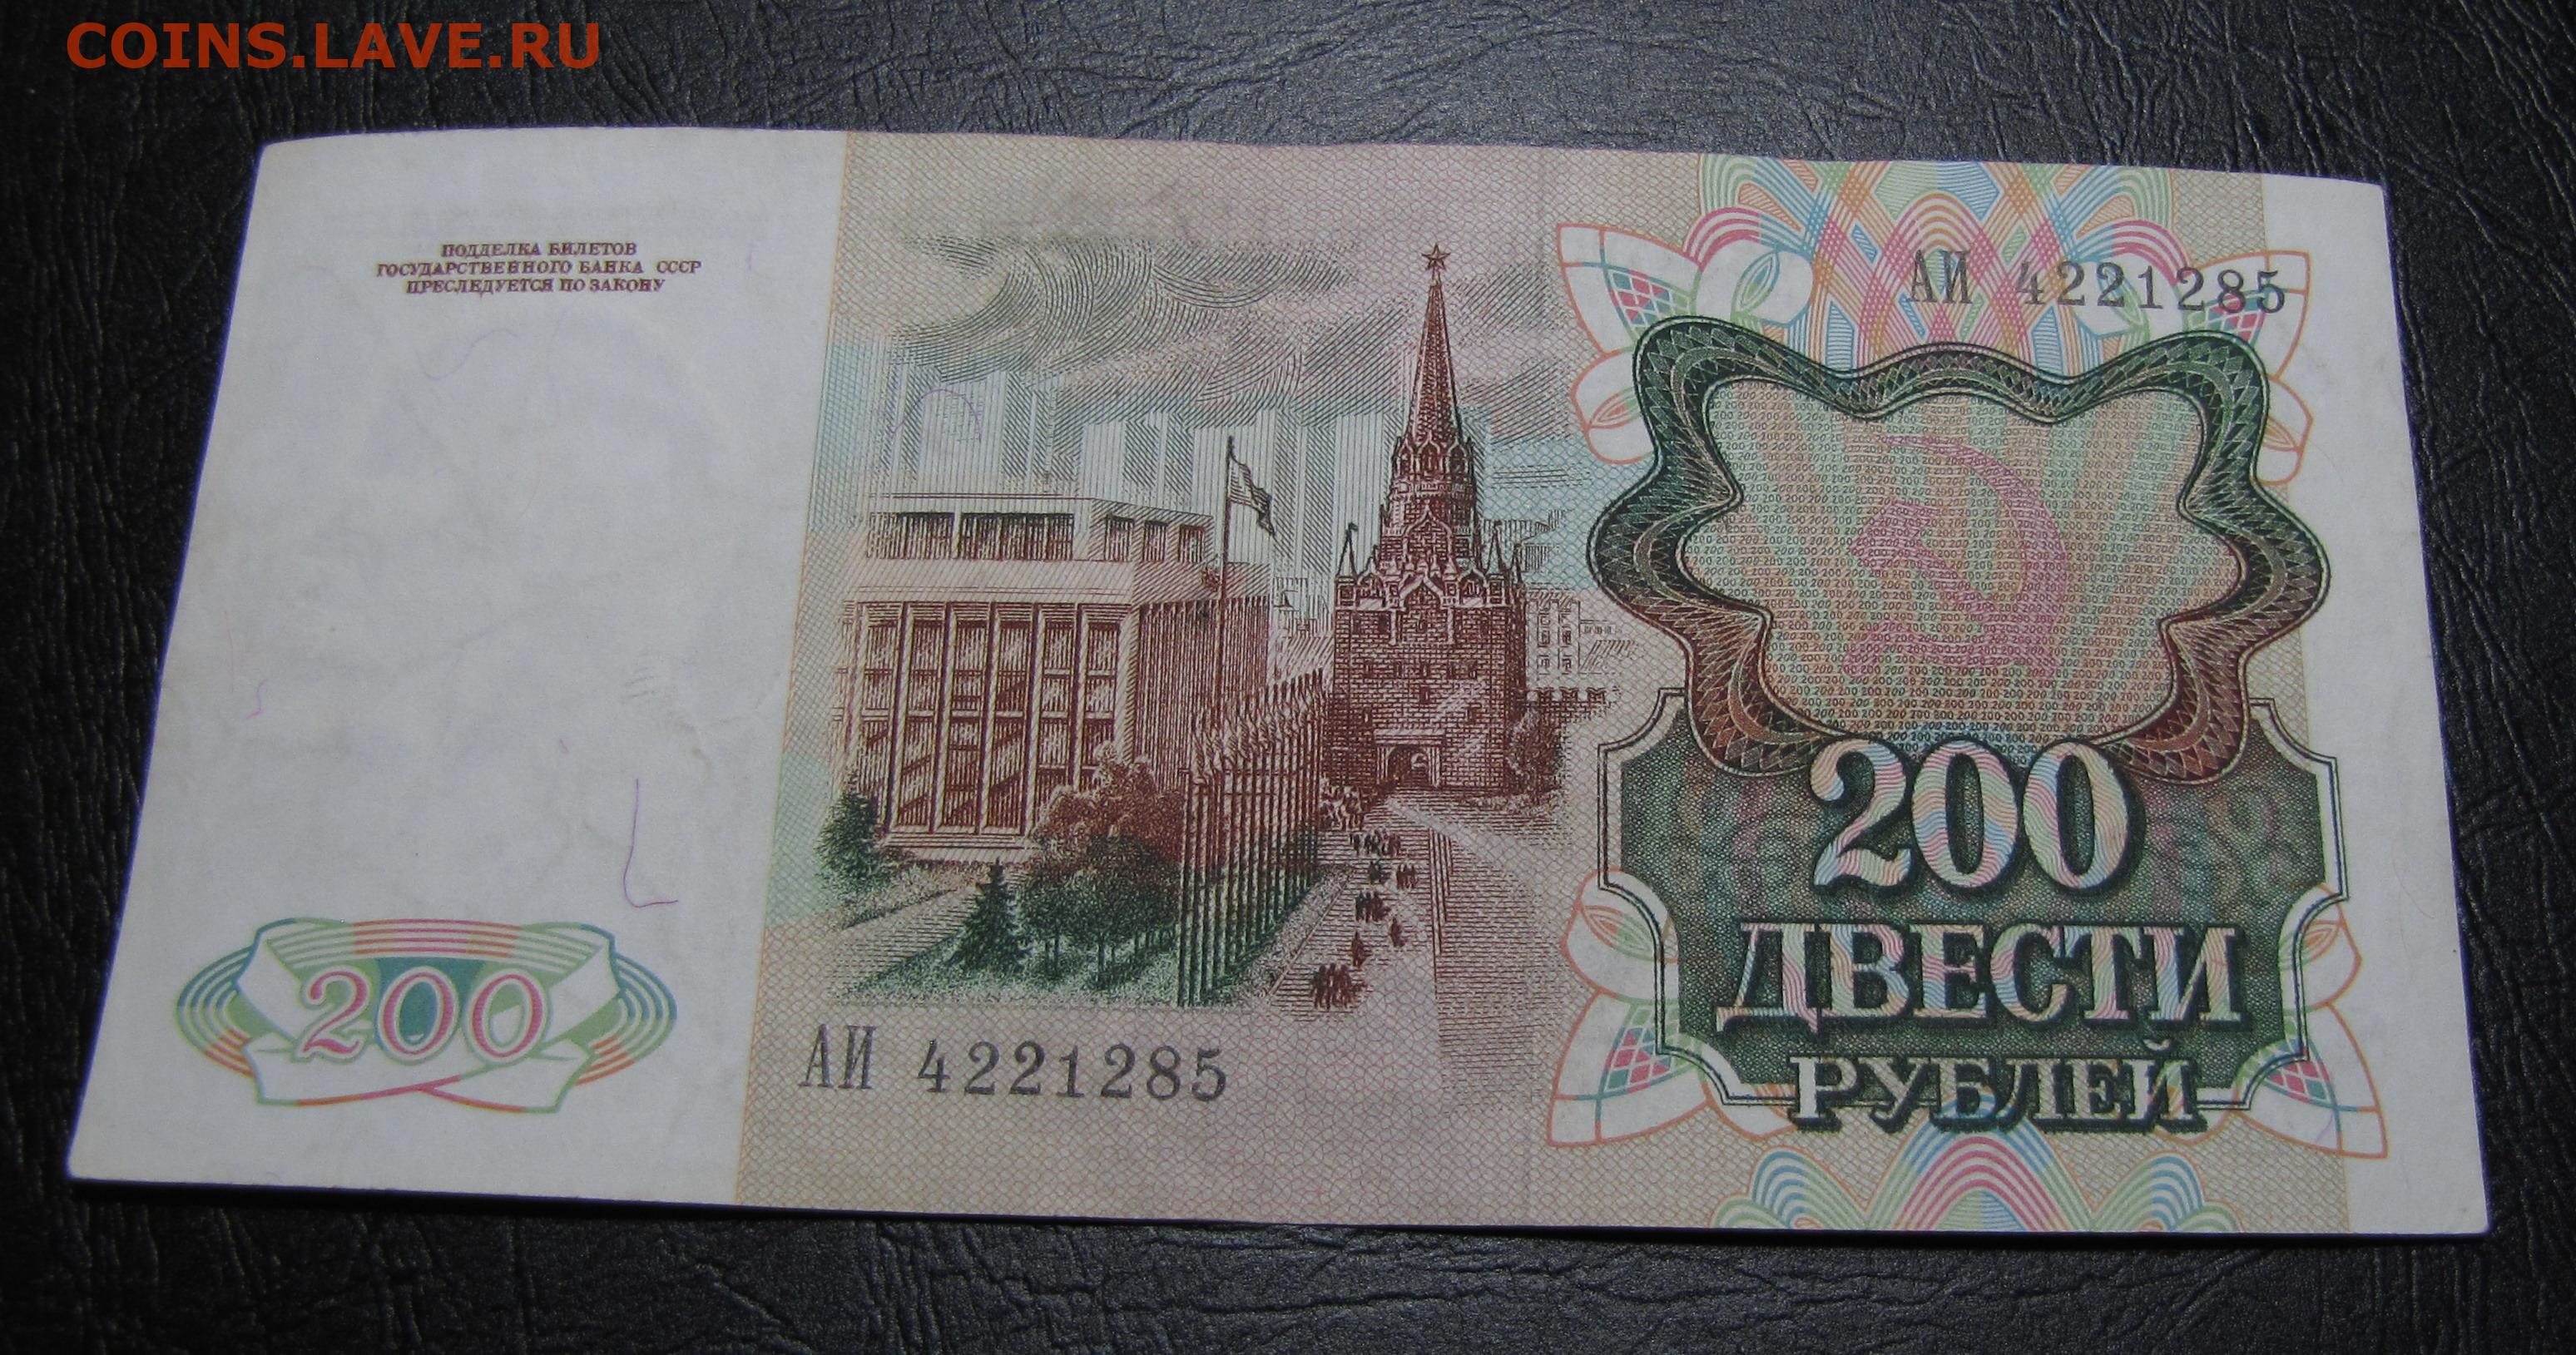 COINS.LAVE.RU
ПОДДЕЛКА БИЛЕТОВ
ГОСУДАРСТВЕННОГО БАНКА СССР
ПРЕСЛЕДУЕТСЯ ПО ЗАКОНУ
АИ 4221285
200
ДВЕСТИ
РУБЛЕЙ
200
АИ 4221285